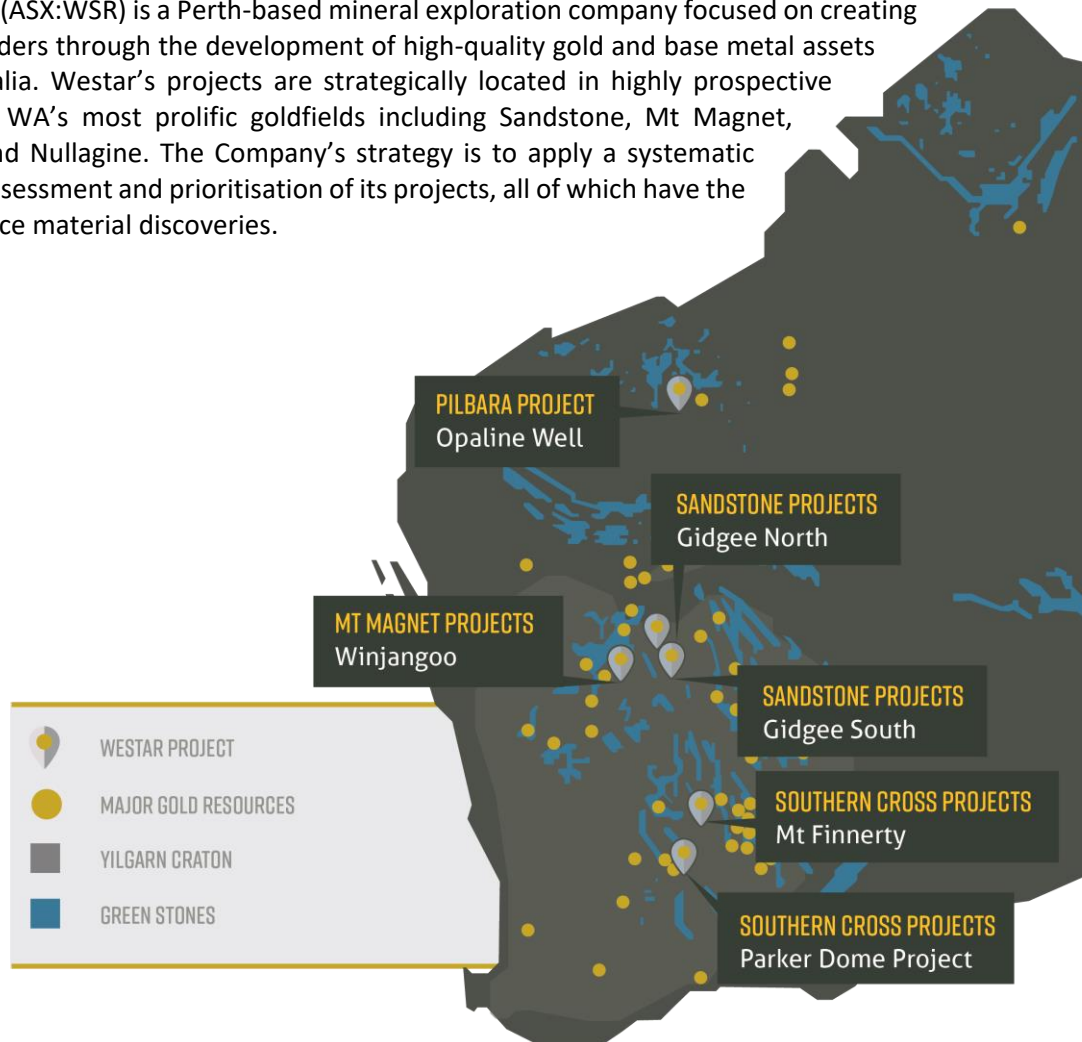 (ASX:WSR) is a Perth-based mineral exploration company focused on creating
ders through the development of high-quality gold and base metal assets
alia. Westar’s projects are strategically located in highly prospective
WA’s most prolific goldfields including Sandstone, Mt Magnet,
nd Nullagine. The Company’s strategy is to apply a systematic
ssessment and prioritisation of its projects, all of which have the
ce material discoveries.
PILBARA PROJECT
Opaline Well
SANDSTONE PROJECTS
Gidgee North
MT MAGNET PROJECTS
Winjangoo
SANDSTONE PROJECTS
Gidgee South
WESTAR PROJECT
MAJOR GOLD RESOURCES
YILGARN CRATON
GREEN STONES
SOUTHERN CROSS PROJECTS
Mt Finnerty
SOUTHERN CROSS PROJECTS
Parker Dome Project